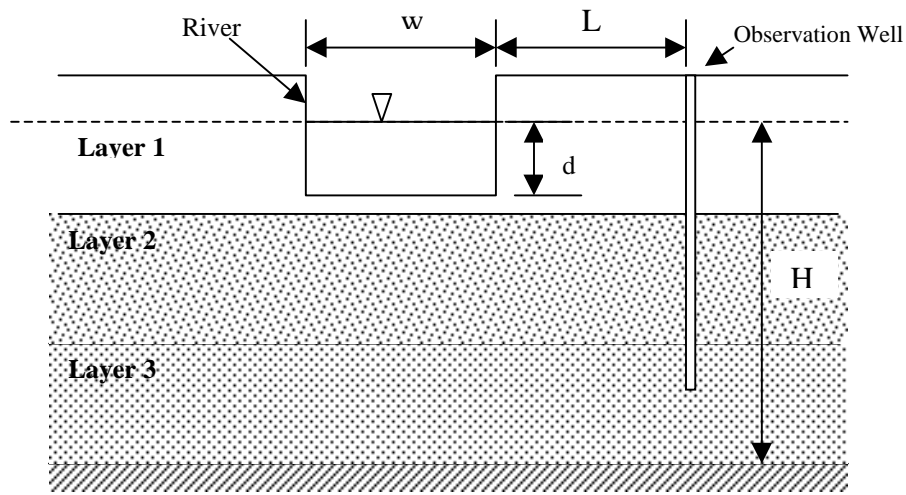 River
w
L
Observation Well
Layer 1
d
Layer 2
H
Layer 3